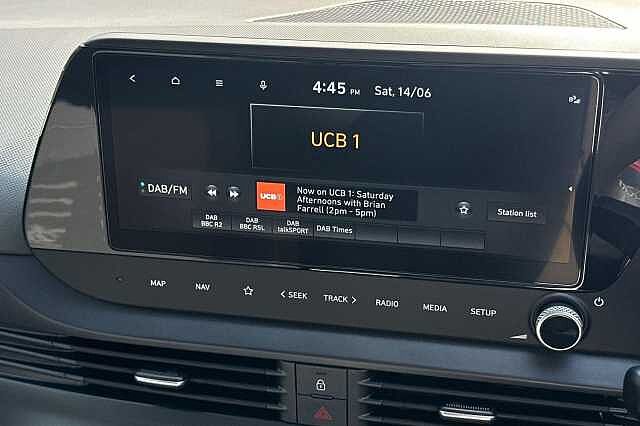 4:45 PM Sat, 14/06
UCB 1
DAB/FM
UCB1
Now on UCB 1: Saturday
Afternoons with Brian
Farrell (2pm - 5pm)
Station list
DAB
BBC R2
DAB
BBC R5L
DAB
talkSPORT
DAB Times
MAP NAV < SEEK TRACK > RADIO MEDIA SETUP